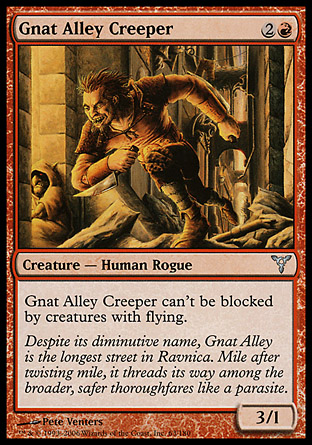 Gnat Alley Creeper 2
Creature — Human Rogue
Gnat Alley Creeper can't be blocked
by creatures with flying.
Despite its diminutive name, Gnat Alley
is the longest street in Ravnica. Mile after
twisting mile, it threads its way among the
broader, safer thoroughfares like a parasite.
Pete Venters
3/1